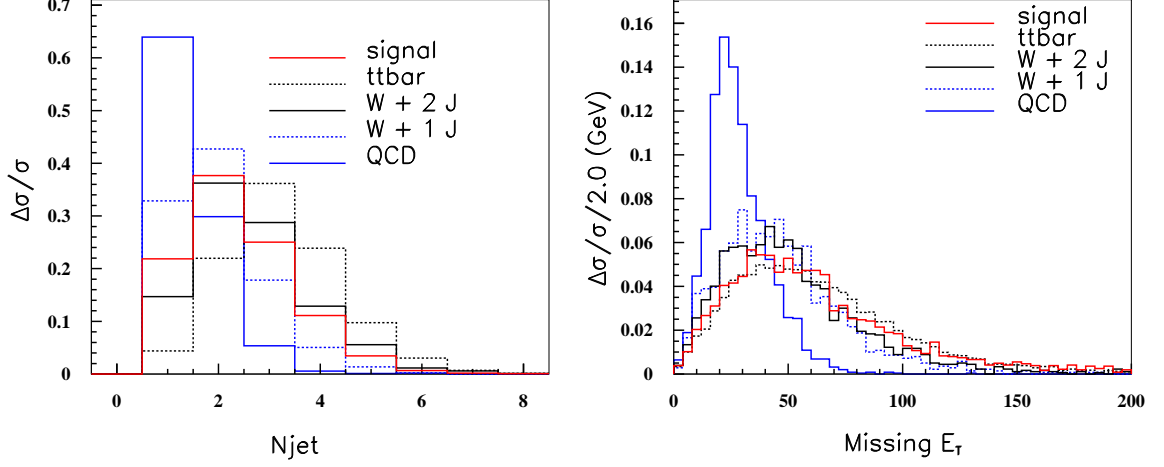 0.7
0.6
0.5
0.4
0.3
0.2
0.1
0
0 2 4 6 8
Δσ/σ
Njet
signal
ttbar
W + 2 J
W + 1 J
QCD
0.16
0.14
0.12
0.1
0.08
0.06
0.04
0.02
0
0 50 100 150 200
Δσ/σ/2.0 (GeV)
Missing E_T
signal
ttbar
W + 2 J
W + 1 J
QCD